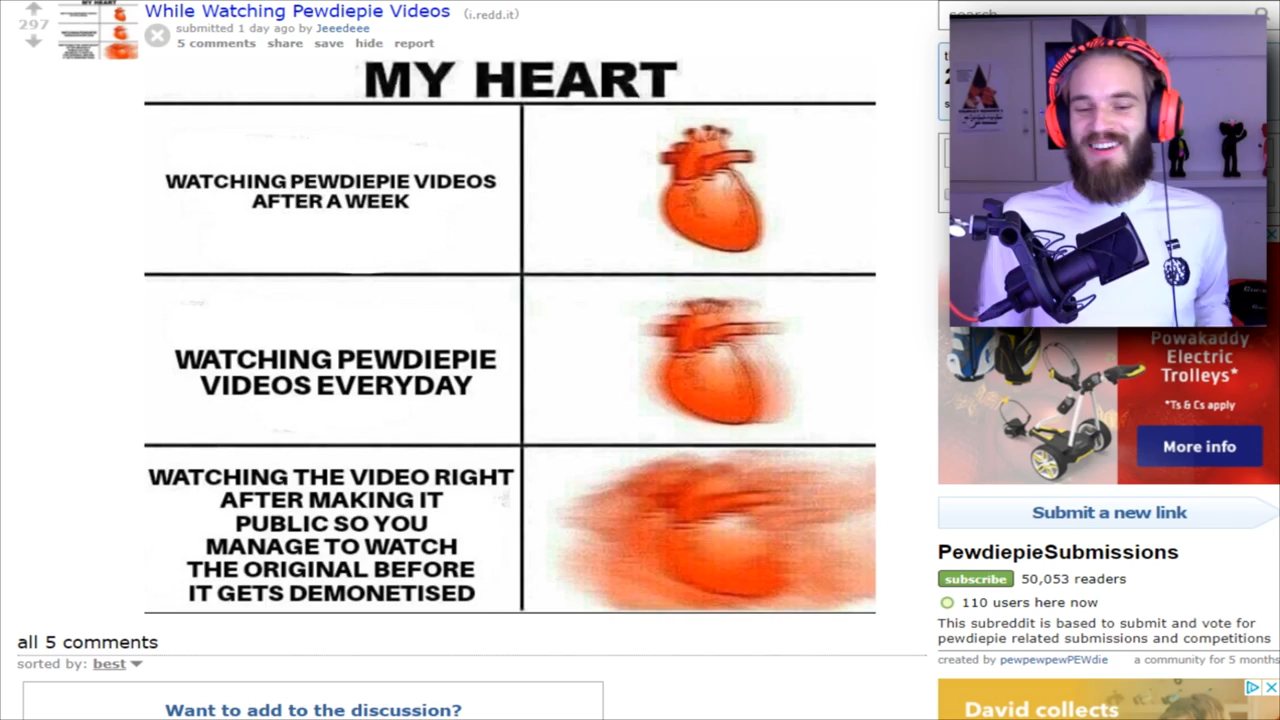 297
While Watching Pewdiepie Videos (i.redd.it)
submitted 1 day ago by Jeeedeee
5 comments share save hide report
MY HEART
WATCHING PEWDIEPIE VIDEOS
AFTER A WEEK
WATCHING PEWDIEPIE
VIDEOS EVERYDAY
WATCHING THE VIDEO RIGHT
AFTER MAKING IT
PUBLIC SO YOU
MANAGE TO WATCH
THE ORIGINAL BEFORE
IT GETS DEMONETISED
all 5 comments
sorted by: best
Want to add to the discussion?
search
Powakaddy
Electric
Trolleys*
*Ts & Cs apply
More info
Submit a new link
PewdiepieSubmissions
subscribe 50,053 readers
110 users here now
This subreddit is based to submit and vote for
pewdiepie related submissions and competitions
created by pewpewpewPEWdie a community for 5 months
David collects